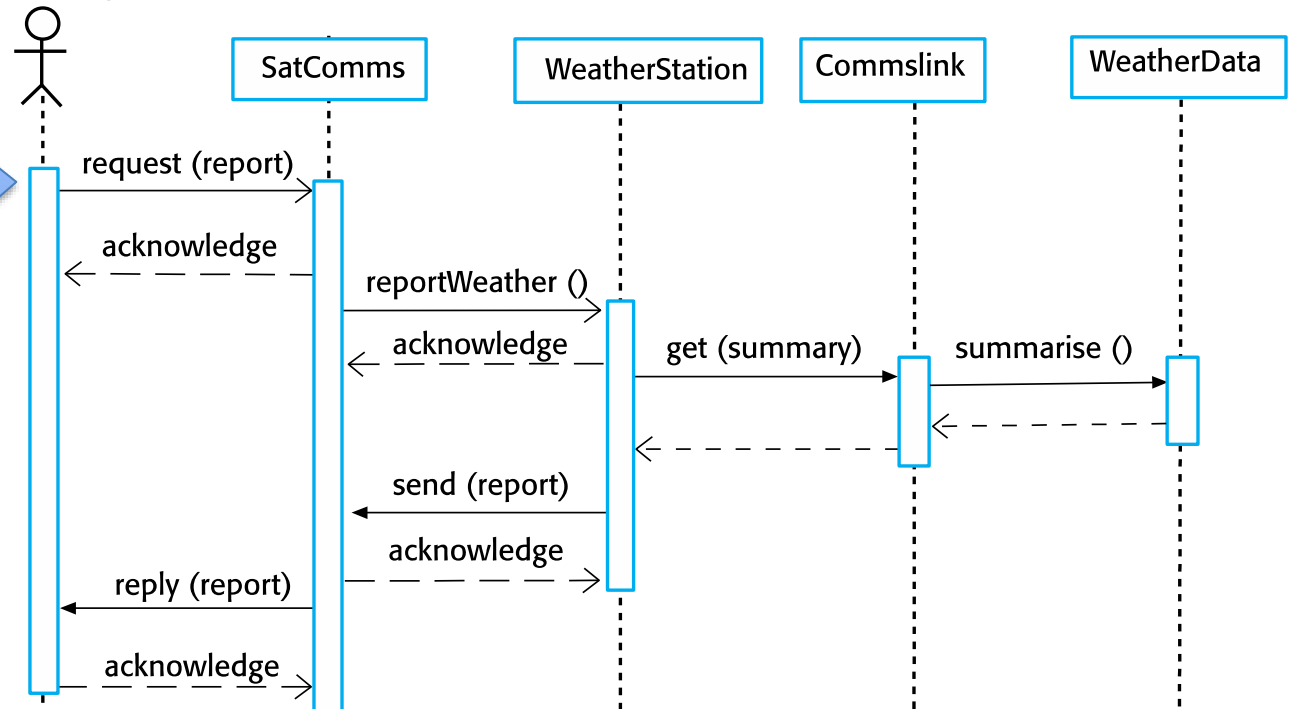 SatComms
WeatherStation
Commslink
WeatherData
request (report)
acknowledge
reportWeather ()
acknowledge
get (summary)
summarise ()
send (report)
acknowledge
reply (report)
acknowledge